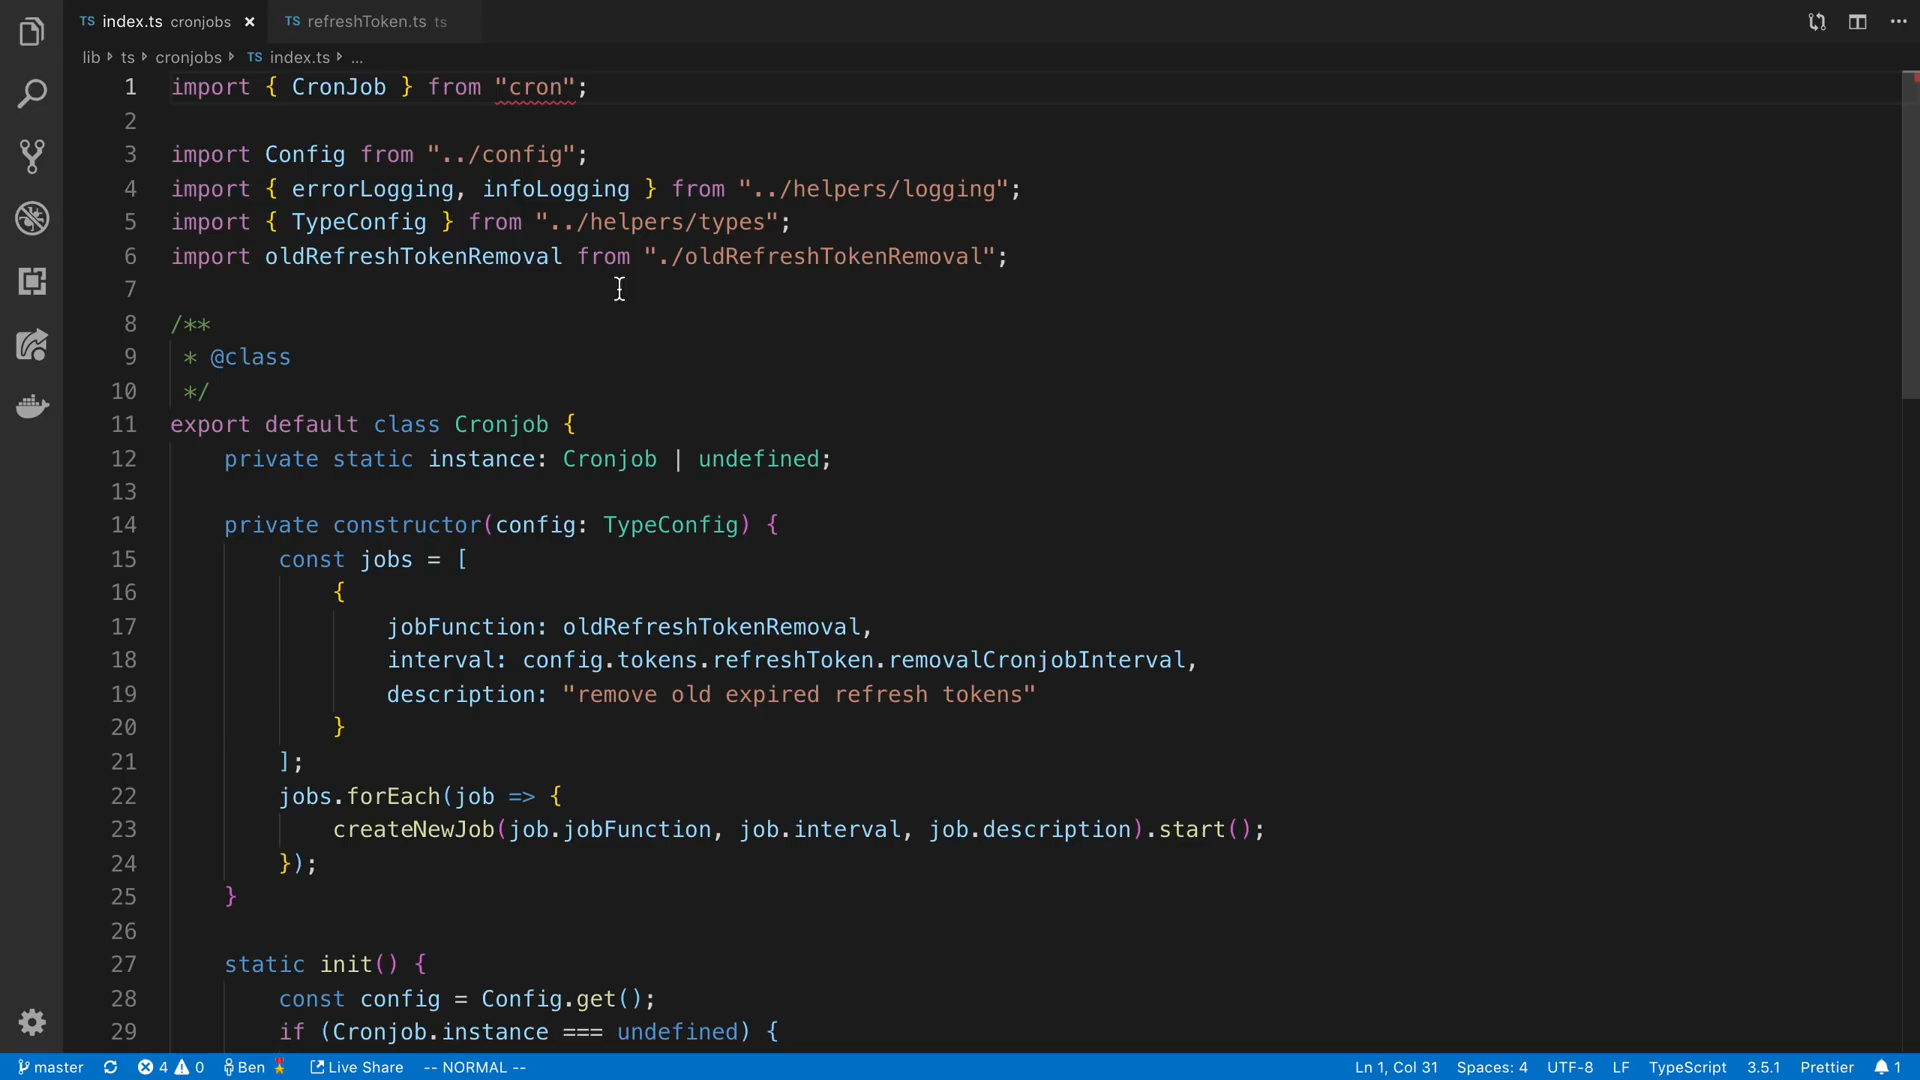 TS index.ts cronjobs × TS refreshToken.ts ts
lib ts cronjobs TS index.ts ...
1 import { CronJob } from "cron";
2
3 import Config from "../config";
4 import { errorLogging, infoLogging } from "../helpers/logging";
5 import { TypeConfig } from "../helpers/types";
6 import oldRefreshTokenRemoval from "./oldRefreshTokenRemoval";
7
8 /**
9 * @class
10 */
11 export default class Cronjob {
12 private static instance: Cronjob | undefined;
13
14 private constructor(config: TypeConfig) {
15 const jobs = [
16 {
17 jobFunction: oldRefreshTokenRemoval,
18 interval: config.tokens.refreshToken.removalCronjobInterval,
19 description: "remove old expired refresh tokens"
20 }
21 ];
22 jobs.forEach(job => {
23 createNewJob(job.jobFunction, job.interval, job.description).start();
24 });
25 }
26
27 static init() {
28 const config = Config.get();
29 if (Cronjob.instance === undefined) {
master 4 0 Ben Live Share -- NORMAL -- Ln 1, Col 31 Spaces: 4 UTF-8 LF TypeScript 3.5.1 Prettier 1